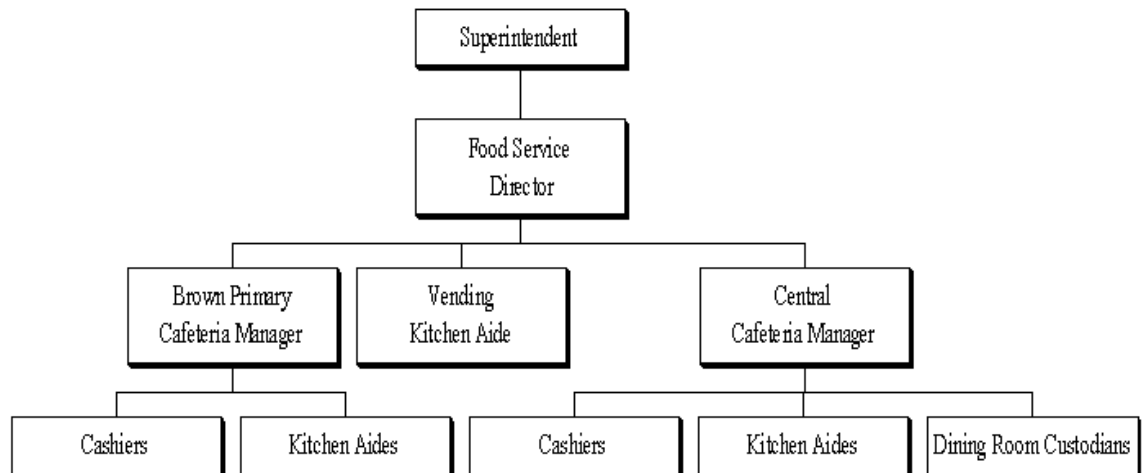 Superintendent
Food Service
Director
Brown Primary
Cafeteria Manager
Vending
Kitchen Aide
Central
Cafeteria Manager
Cashiers
Kitchen Aides
Cashiers
Kitchen Aides
Dining Room Custodians